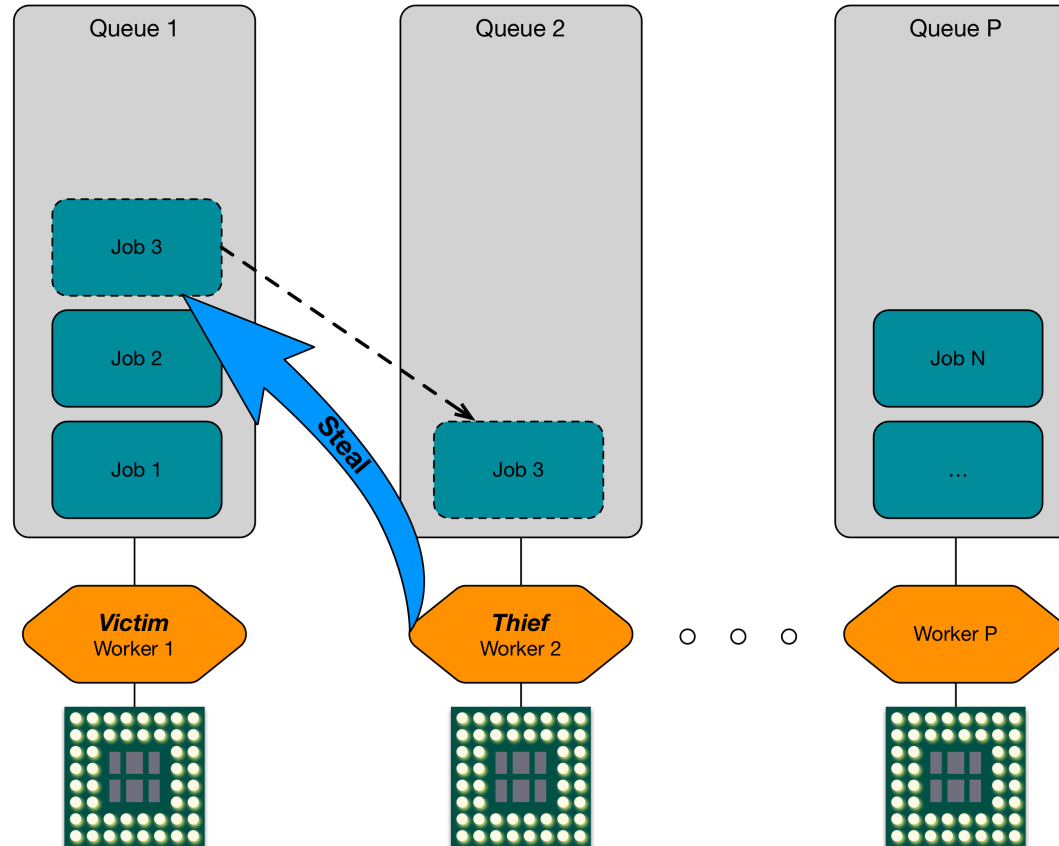 Queue 1
Queue 2
Queue P
Job 3
Job 2
Job N
Steal
Job 1
Job 3
...
Victim
Worker 1
Thief
Worker 2
Worker P